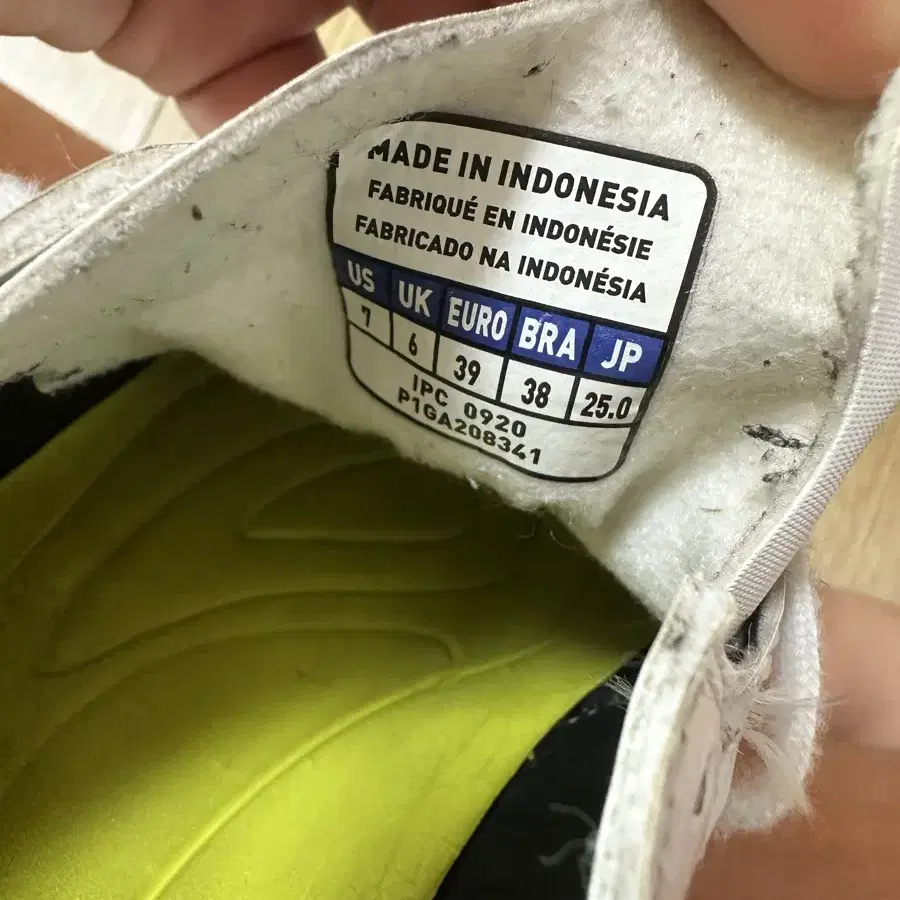 MADE IN INDONESIA
FABRIQUÉ EN INDONÉSIE
FABRICADO NA INDONÉSIA
US UK EURO BRA JP
7 6 39 38 25.0
IPC 0920
P1GA208341